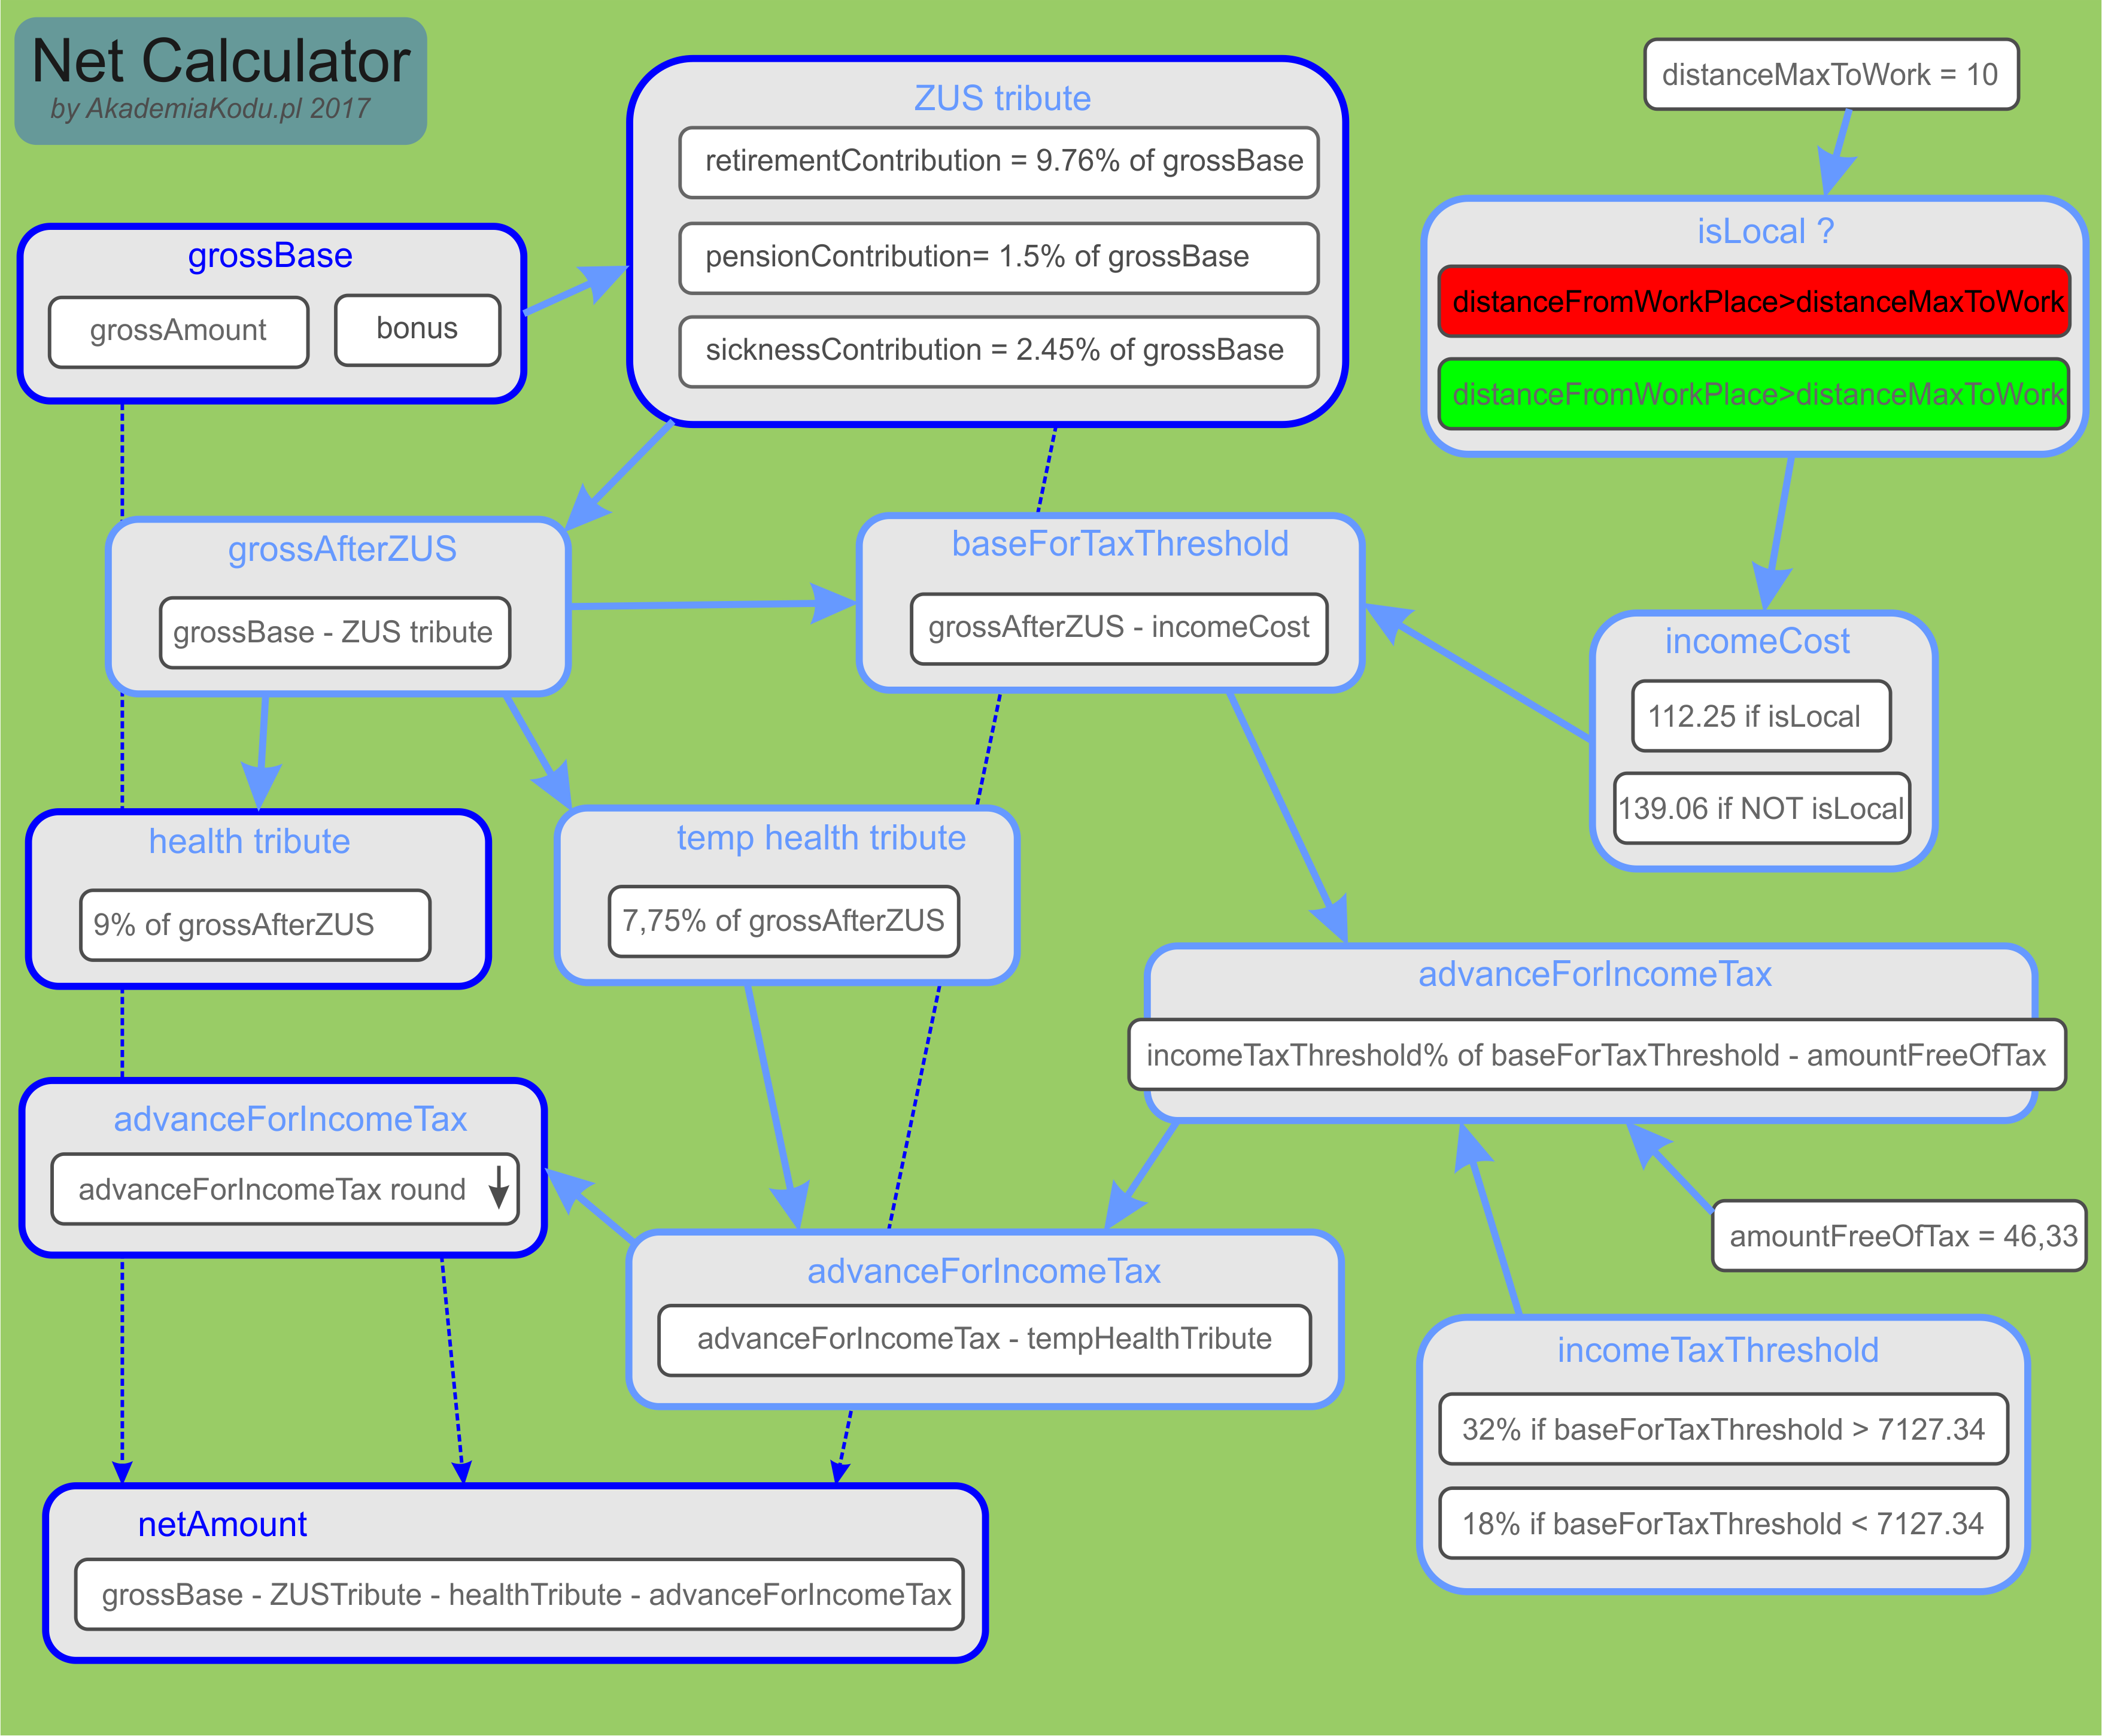 Net Calculator
by AkademiaKodu.pl 2017
distanceMaxToWork = 10
ZUS tribute
retirementContribution = 9.76% of grossBase
pensionContribution= 1.5% of grossBase
sicknessContribution = 2.45% of grossBase
grossBase
grossAmount
bonus
isLocal ?
distanceFromWorkPlace>distanceMaxToWork
distanceFromWorkPlace>distanceMaxToWork
grossAfterZUS
grossBase - ZUS tribute
baseForTaxThreshold
grossAfterZUS - incomeCost
incomeCost
112.25 if isLocal
139.06 if NOT isLocal
health tribute
9% of grossAfterZUS
temp health tribute
7,75% of grossAfterZUS
advanceForIncomeTax
incomeTaxThreshold% of baseForTaxThreshold - amountFreeOfTax
advanceForIncomeTax
advanceForIncomeTax round
amountFreeOfTax = 46,33
advanceForIncomeTax
advanceForIncomeTax - tempHealthTribute
incomeTaxThreshold
32% if baseForTaxThreshold > 7127.34
18% if baseForTaxThreshold < 7127.34
netAmount
grossBase - ZUSTribute - healthTribute - advanceForIncomeTax